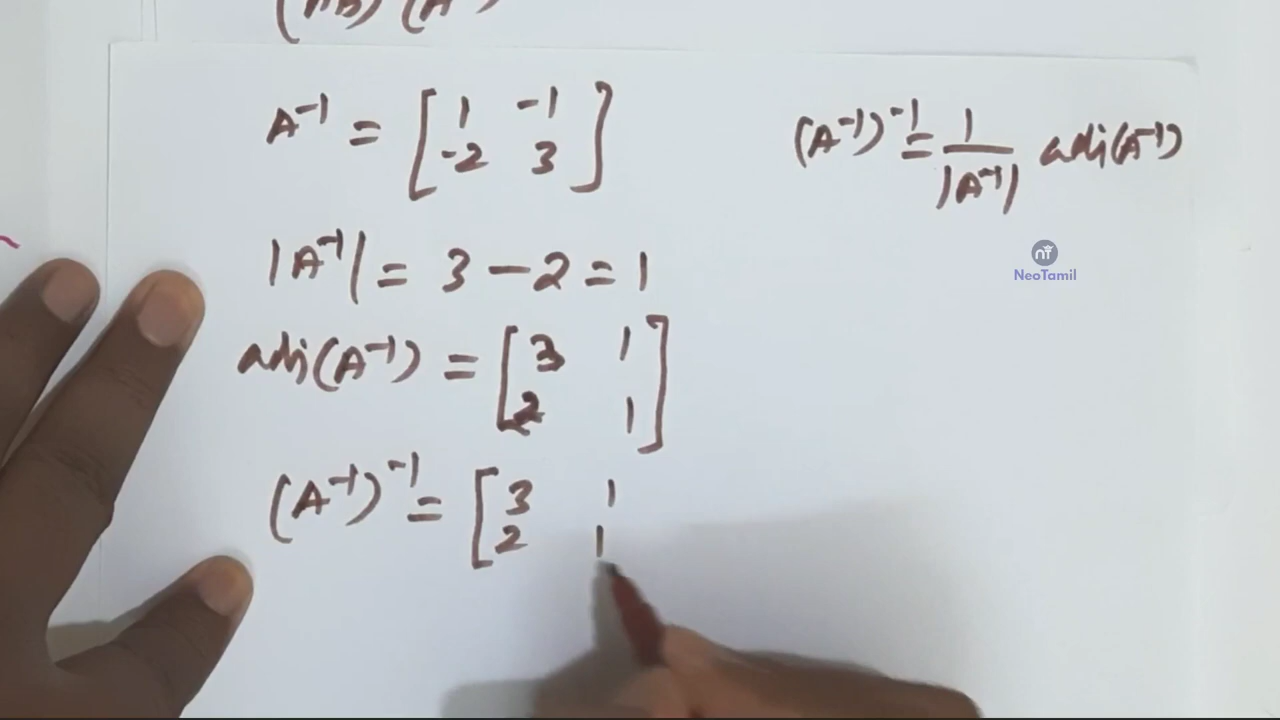 A⁻¹ = [1 -1
-2 3]
(A⁻¹)⁻¹ = 1/|A⁻¹| adj(A⁻¹)
|A⁻¹| = 3 - 2 = 1
NeoTamil
adj(A⁻¹) = [3 1
2 1]
(A⁻¹)⁻¹ = [3 1
2 1